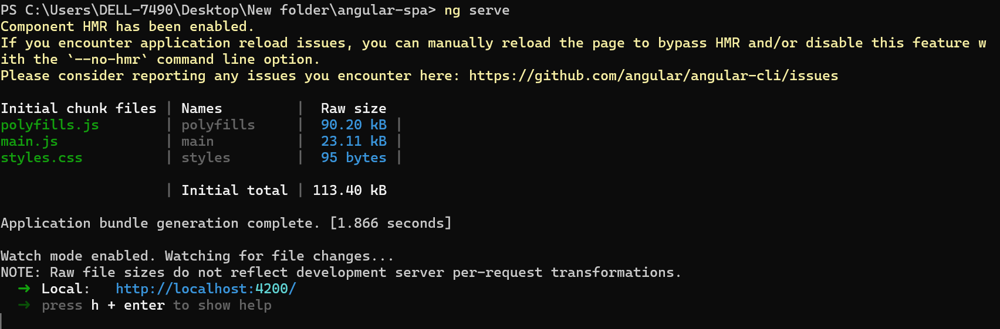 PS C:\Users\DELL-7490\Desktop\New folder\angular-spa> ng serve
Component HMR has been enabled.
If you encounter application reload issues, you can manually reload the page to bypass HMR and/or disable this feature w
ith the `--no-hmr` command line option.
Please consider reporting any issues you encounter here: https://github.com/angular/angular-cli/issues

Initial chunk files | Names         |  Raw size
polyfills.js        | polyfills     |  90.20 kB |
main.js             | main          |  23.11 kB |
styles.css          | styles        |  95 bytes |

                    | Initial total | 113.40 kB

Application bundle generation complete. [1.866 seconds]

Watch mode enabled. Watching for file changes...
NOTE: Raw file sizes do not reflect development server per-request transformations.
  ➜  Local:   http://localhost:4200/
  ➜  press h + enter to show help